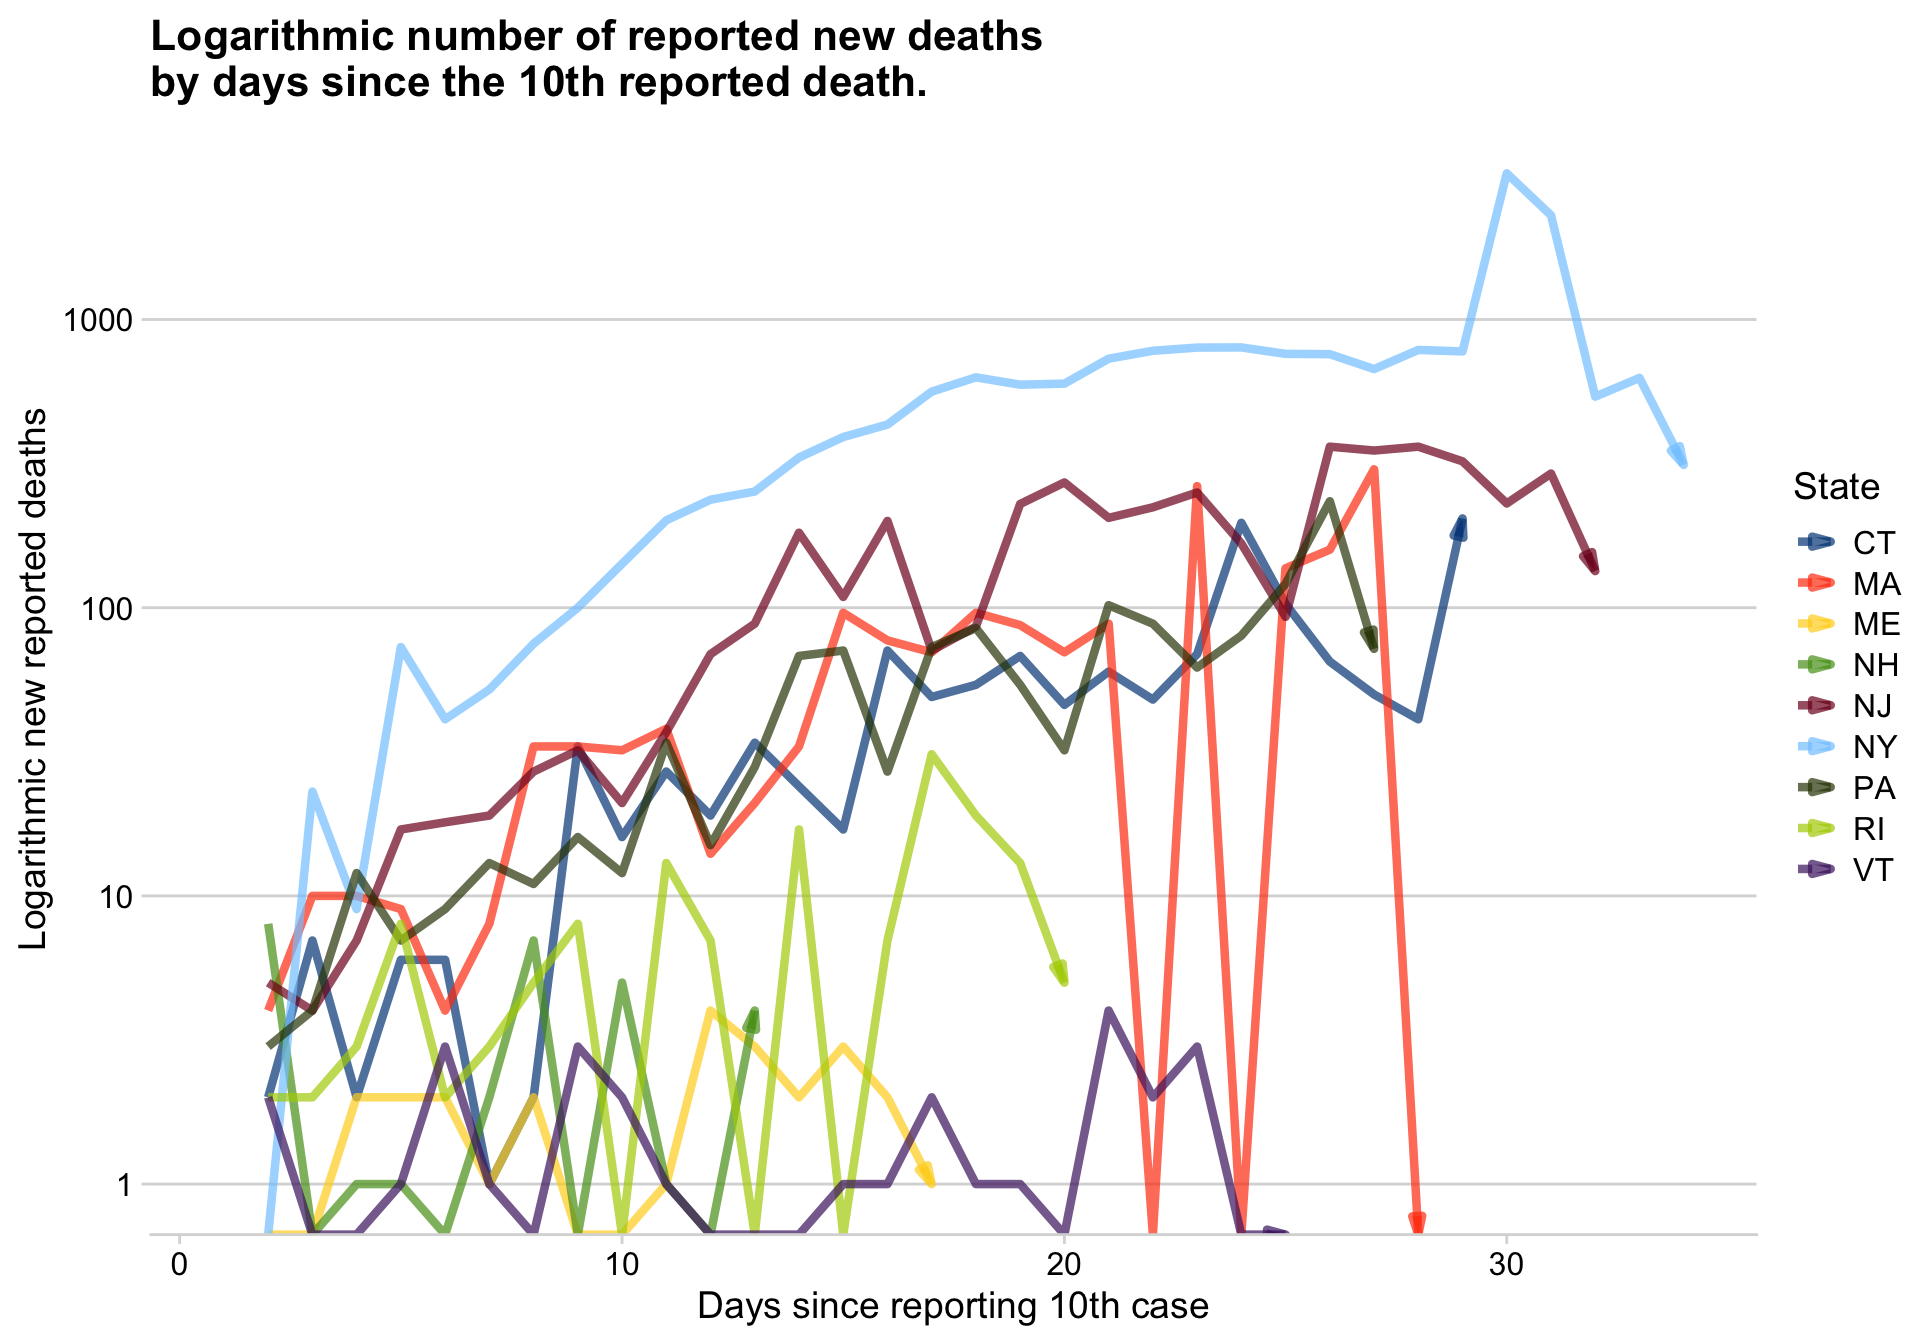 Logarithmic number of reported new deaths
by days since the 10th reported death.
Logarithmic new reported deaths
1000
100
10
1
0
10
20
30
Days since reporting 10th case
State
CT
MA
ME
NH
NJ
NY
PA
RI
VT